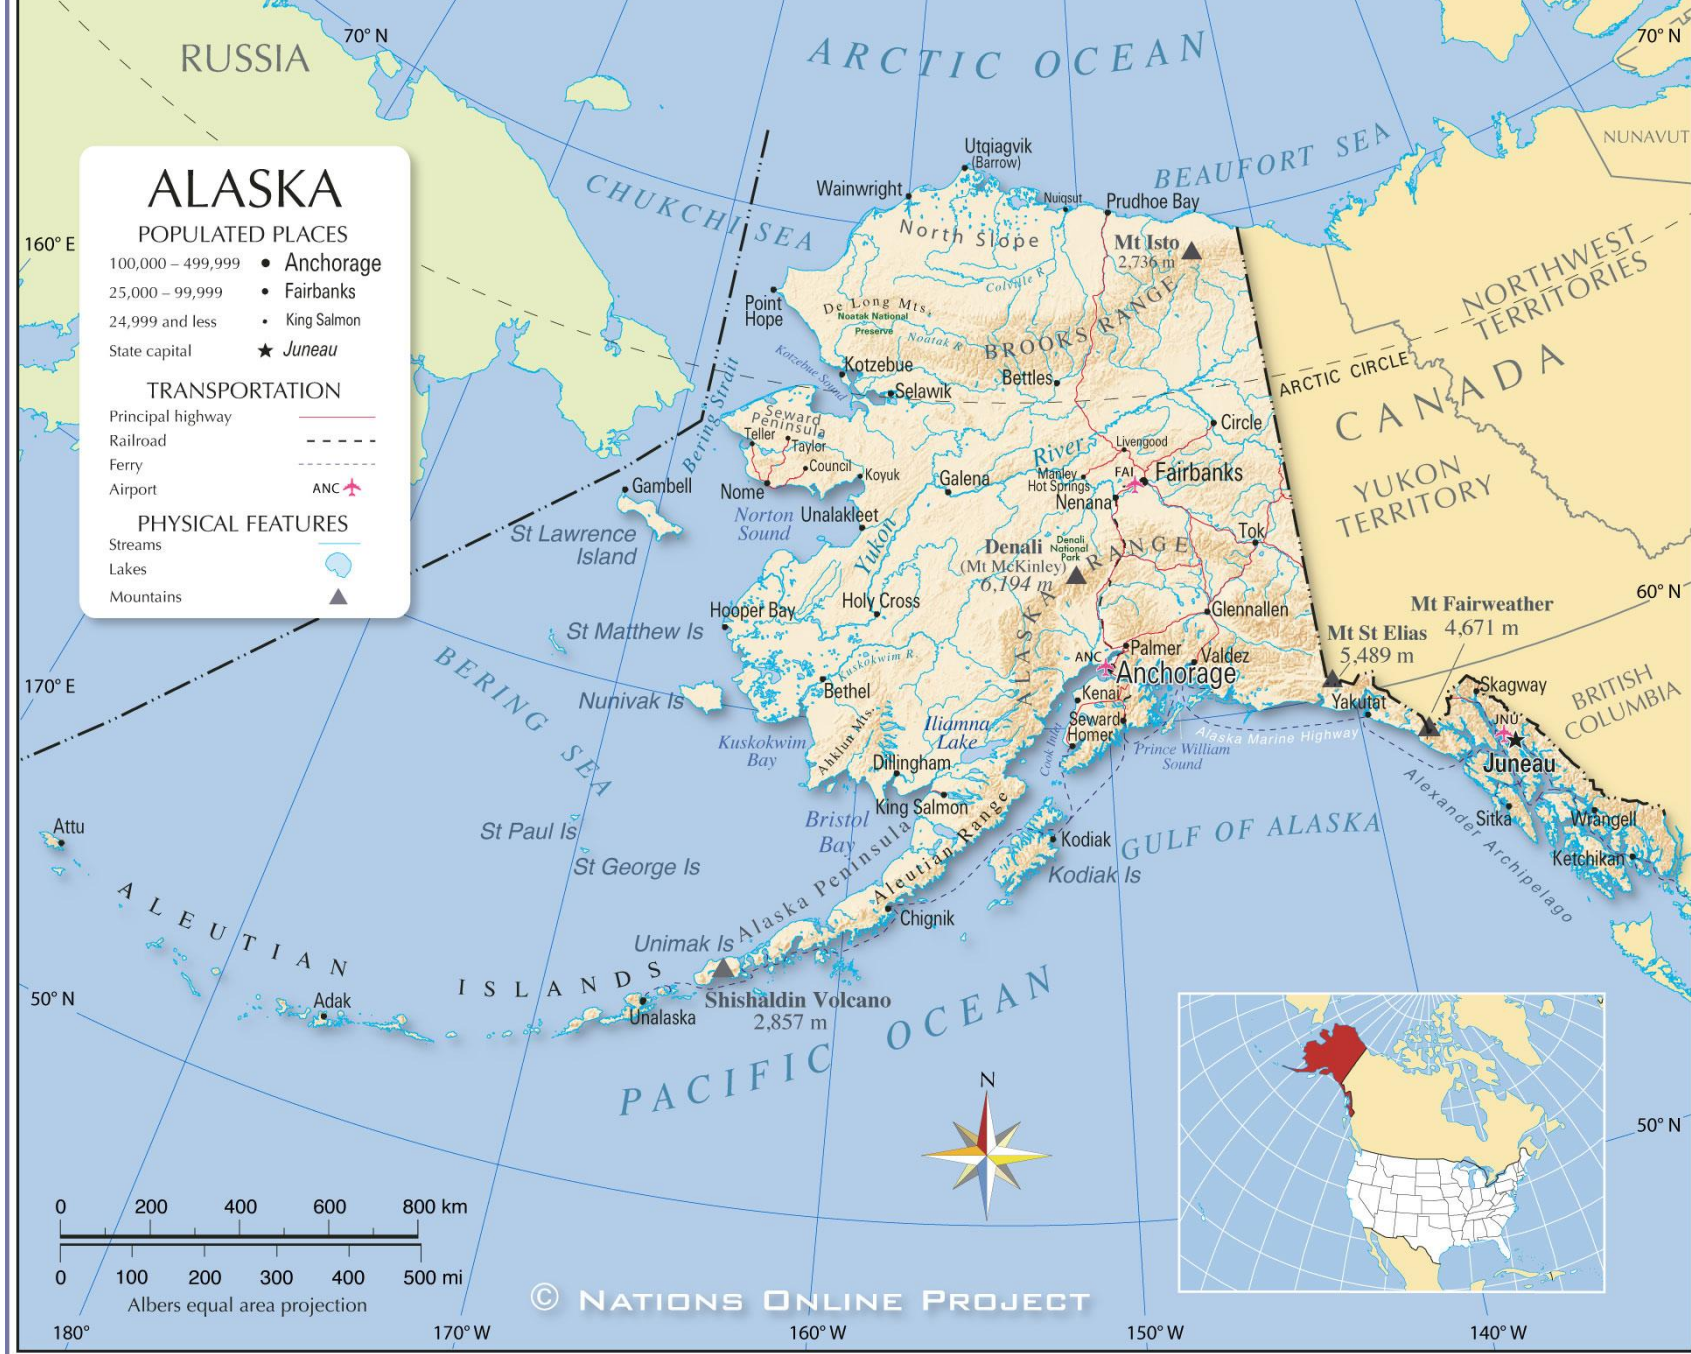 RUSSIA
70° N
ARCTIC OCEAN
70° N
NUNAVUT
BEAUFORT SEA
CHUKCHI SEA
160° E
ALASKA
POPULATED PLACES
100,000 – 499,999 Anchorage
25,000 – 99,999 Fairbanks
24,999 and less King Salmon
State capital Juneau
TRANSPORTATION
Principal highway
Railroad
Ferry
Airport ANC
PHYSICAL FEATURES
Streams
Lakes
Mountains
Utqiagvik
(Barrow)
Wainwright
Nuiqsut
Prudhoe Bay
North Slope
Mt Isto
2,736 m
Colville R.
Point
Hope
De Long Mts.
Noatak National
Preserve
Noatak R.
BROOKS RANGE
NORTHWEST
TERRITORIES
Kotzebue Sound
Kotzebue
Selawik
Bettles
ARCTIC CIRCLE
CANADA
Bering Strait
Seward
Peninsula
Teller
Taylor
Council
Koyuk
Nome
Circle
River
Livengood
Manley
Hot Springs
FAI
Fairbanks
Galena
Nenana
YUKON
TERRITORY
Gambell
St Lawrence
Island
Norton
Sound
Unalakleet
Yukon
Tok
Denali
(Mt McKinley)
6,194 m
Denali
National
Park
ALASKA RANGE
Hooper Bay
Holy Cross
Glennallen
60° N
Mt Fairweather
4,671 m
Mt St Elias
5,489 m
St Matthew Is
Kuskokwim R.
Palmer
ANC
Anchorage
Valdez
170° E
BERING SEA
Nunivak Is
Bethel
Kenai
Skagway
Yakutat
BRITISH
COLUMBIA
Iliamna
Lake
Seward
Homer
Cook Inlet
Prince William
Sound
Alaska Marine Highway
JNU
Juneau
Kuskokwim
Bay
Ahklun Mts.
Dillingham
King Salmon
Alexander Archipelago
Sitka
Wrangell
Ketchikan
Attu
St Paul Is
Bristol
Bay
Kodiak
GULF OF ALASKA
St George Is
Kodiak Is
Alaska Peninsula
Aleutian Range
Chignik
ALEUTIAN ISLANDS
Unimak Is
50° N
Adak
Unalaska
Shishaldin Volcano
2,857 m
PACIFIC OCEAN
N
50° N
0 200 400 600 800 km
0 100 200 300 400 500 mi
Albers equal area projection
© NATIONS ONLINE PROJECT
180° 170° W 160° W 150° W 140° W